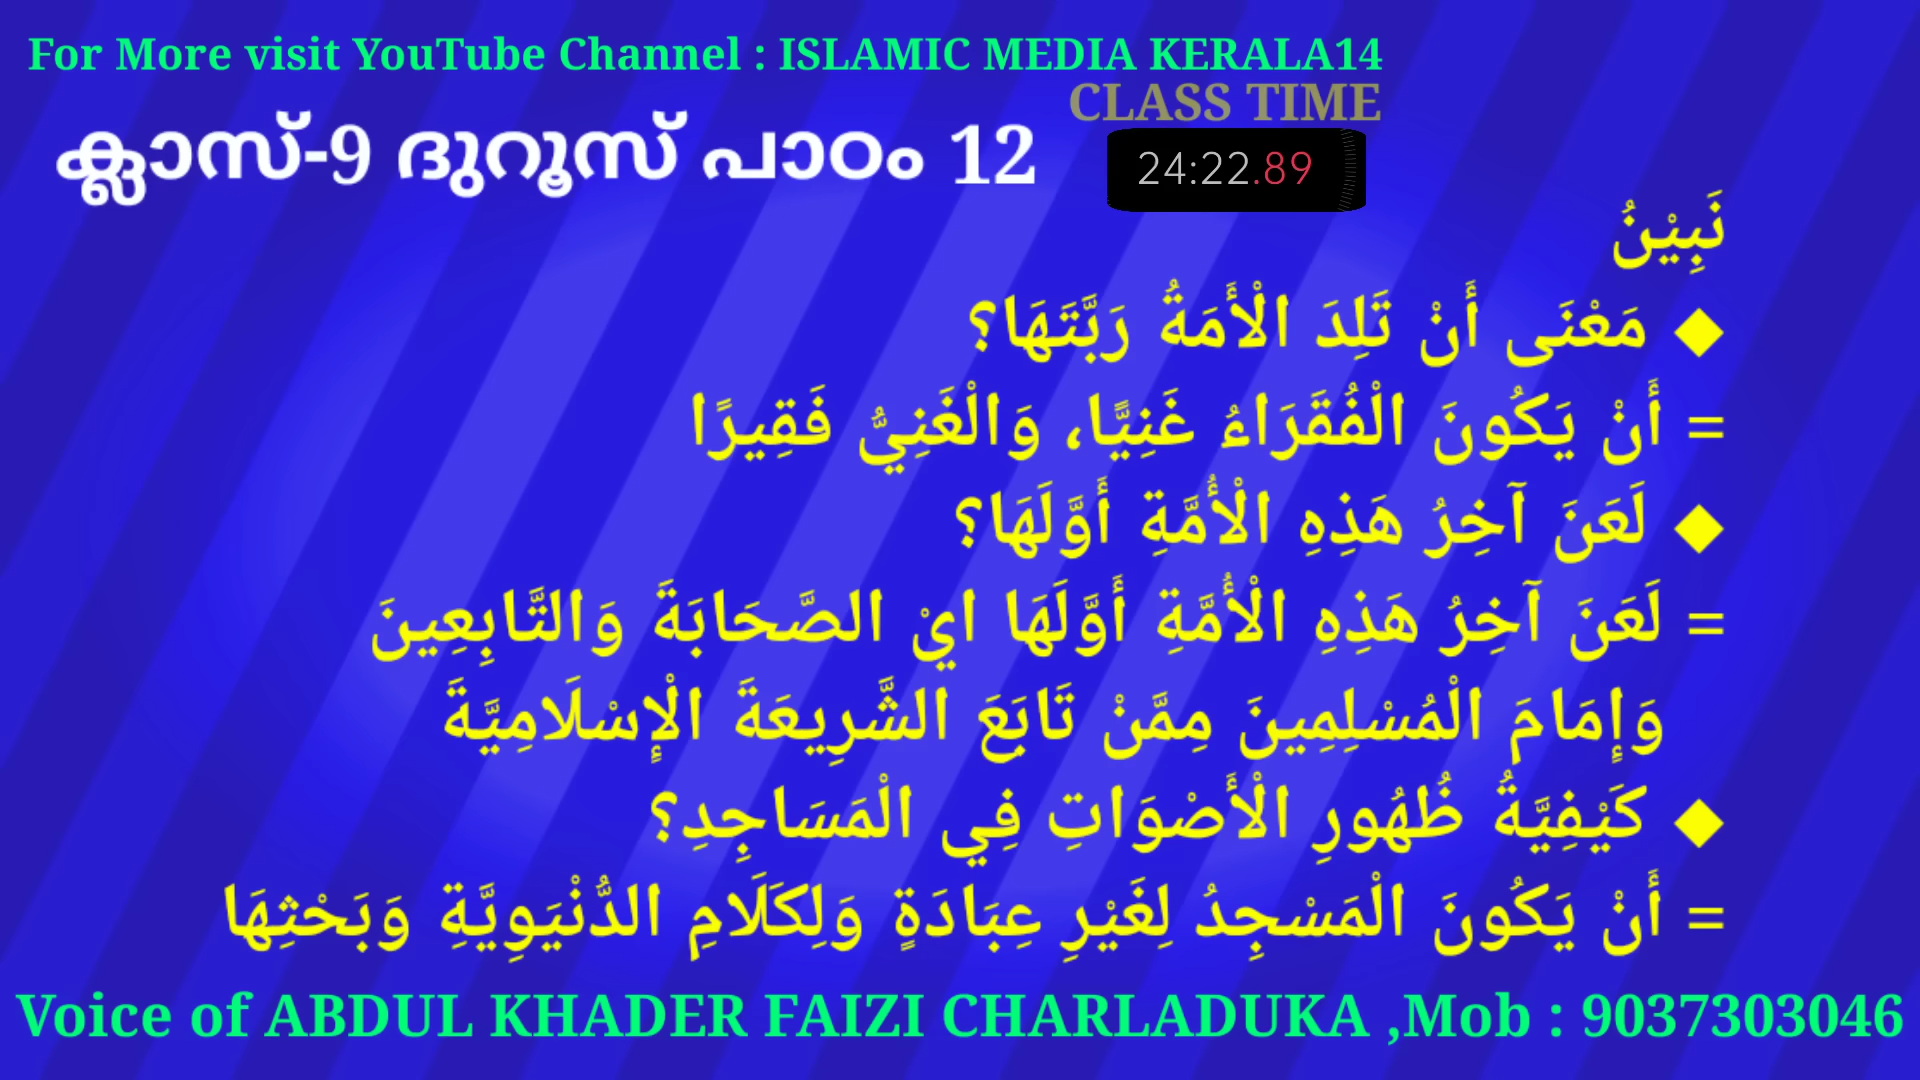 For More visit YouTube Channel : ISLAMIC MEDIA KERALA14
CLASS TIME
ക്ലാസ്-9 ദുറൂസ് പാഠം 12
24:22.89
نَبِيْنُ
◆ مَعْنَى أَنْ تَلِدَ الْأَمَةُ رَبَّتَهَا؟
= أَنْ يَكُونَ الْفُقَرَاءُ غَنِيًّا، وَالْغَنِيُّ فَقِيرًا
◆ لَعَنَ آخِرُ هَذِهِ الْأُمَّةِ أَوَّلَهَا؟
= لَعَنَ آخِرُ هَذِهِ الْأُمَّةِ أَوَّلَهَا ايْ الصَّحَابَةَ وَالتَّابِعِينَ
وَإِمَامَ الْمُسْلِمِينَ مِمَّنْ تَابَعَ الشَّرِيعَةَ الْإِسْلَامِيَّةَ
◆ كَيْفِيَّةُ ظُهُورِ الْأَصْوَاتِ فِي الْمَسَاجِدِ؟
= أَنْ يَكُونَ الْمَسْجِدُ لِغَيْرِ عِبَادَةٍ وَلِكَلَامِ الدُّنْيَوِيَّةِ وَبَحْثِهَا
Voice of ABDUL KHADER FAIZI CHARLADUKA ,Mob : 9037303046